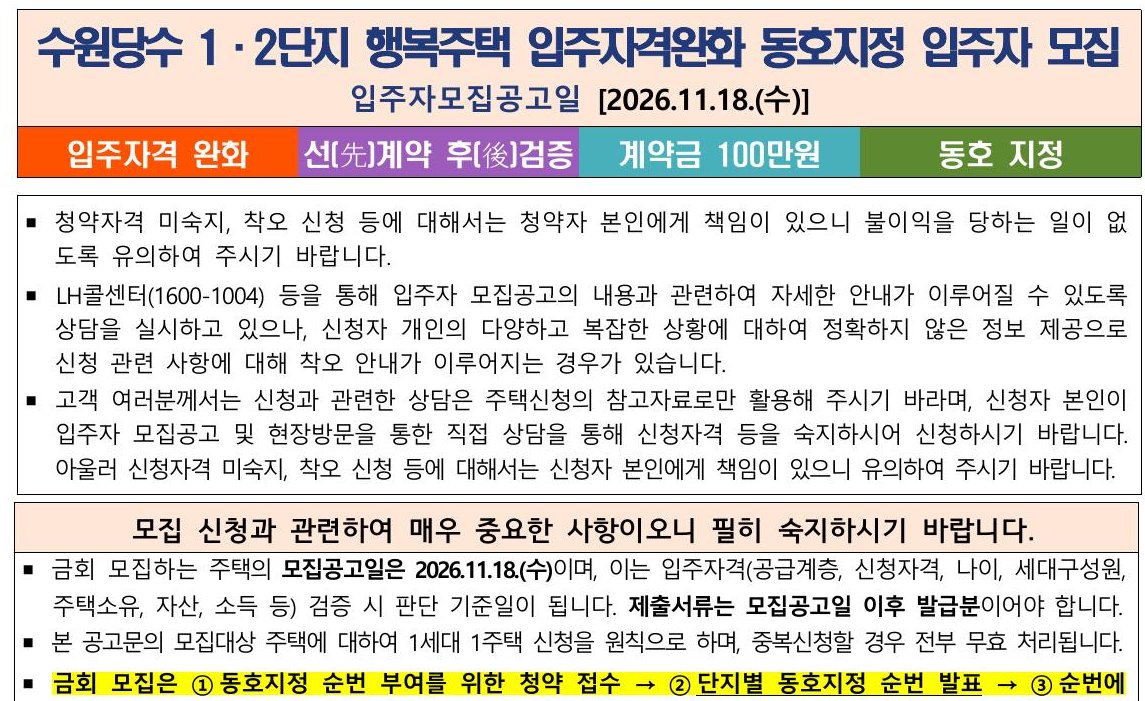 수원당수 1 · 2단지 행복주택 입주자격완화 동호지정 입주자 모집
입주자모집공고일 [2026.11.18.(수)]
입주자격 완화
선(先)계약 후(後)검증
계약금 100만원
동호 지정
▪ 청약자격 미숙지, 착오 신청 등에 대해서는 청약자 본인에게 책임이 있으니 불이익을 당하는 일이 없
도록 유의하여 주시기 바랍니다.
▪ LH콜센터(1600-1004) 등을 통해 입주자 모집공고의 내용과 관련하여 자세한 안내가 이루어질 수 있도록
상담을 실시하고 있으나, 신청자 개인의 다양하고 복잡한 상황에 대하여 정확하지 않은 정보 제공으로
신청 관련 사항에 대해 착오 안내가 이루어지는 경우가 있습니다.
▪ 고객 여러분께서는 신청과 관련한 상담은 주택신청의 참고자료로만 활용해 주시기 바라며, 신청자 본인이
입주자 모집공고 및 현장방문을 통한 직접 상담을 통해 신청자격 등을 숙지하시어 신청하시기 바랍니다.
아울러 신청자격 미숙지, 착오 신청 등에 대해서는 신청자 본인에게 책임이 있으니 유의하여 주시기 바랍니다.
모집 신청과 관련하여 매우 중요한 사항이오니 필히 숙지하시기 바랍니다.
▪ 금회 모집하는 주택의 모집공고일은 2026.11.18.(수)이며, 이는 입주자격(공급계층, 신청자격, 나이, 세대구성원,
주택소유, 자산, 소득 등) 검증 시 판단 기준일이 됩니다. 제출서류는 모집공고일 이후 발급분이어야 합니다.
▪ 본 공고문의 모집대상 주택에 대하여 1세대 1주택 신청을 원칙으로 하며, 중복신청할 경우 전부 무효 처리됩니다.
▪ 금회 모집은 ① 동호지정 순번 부여를 위한 청약 접수 → ② 단지별 동호지정 순번 발표 → ③ 순번에